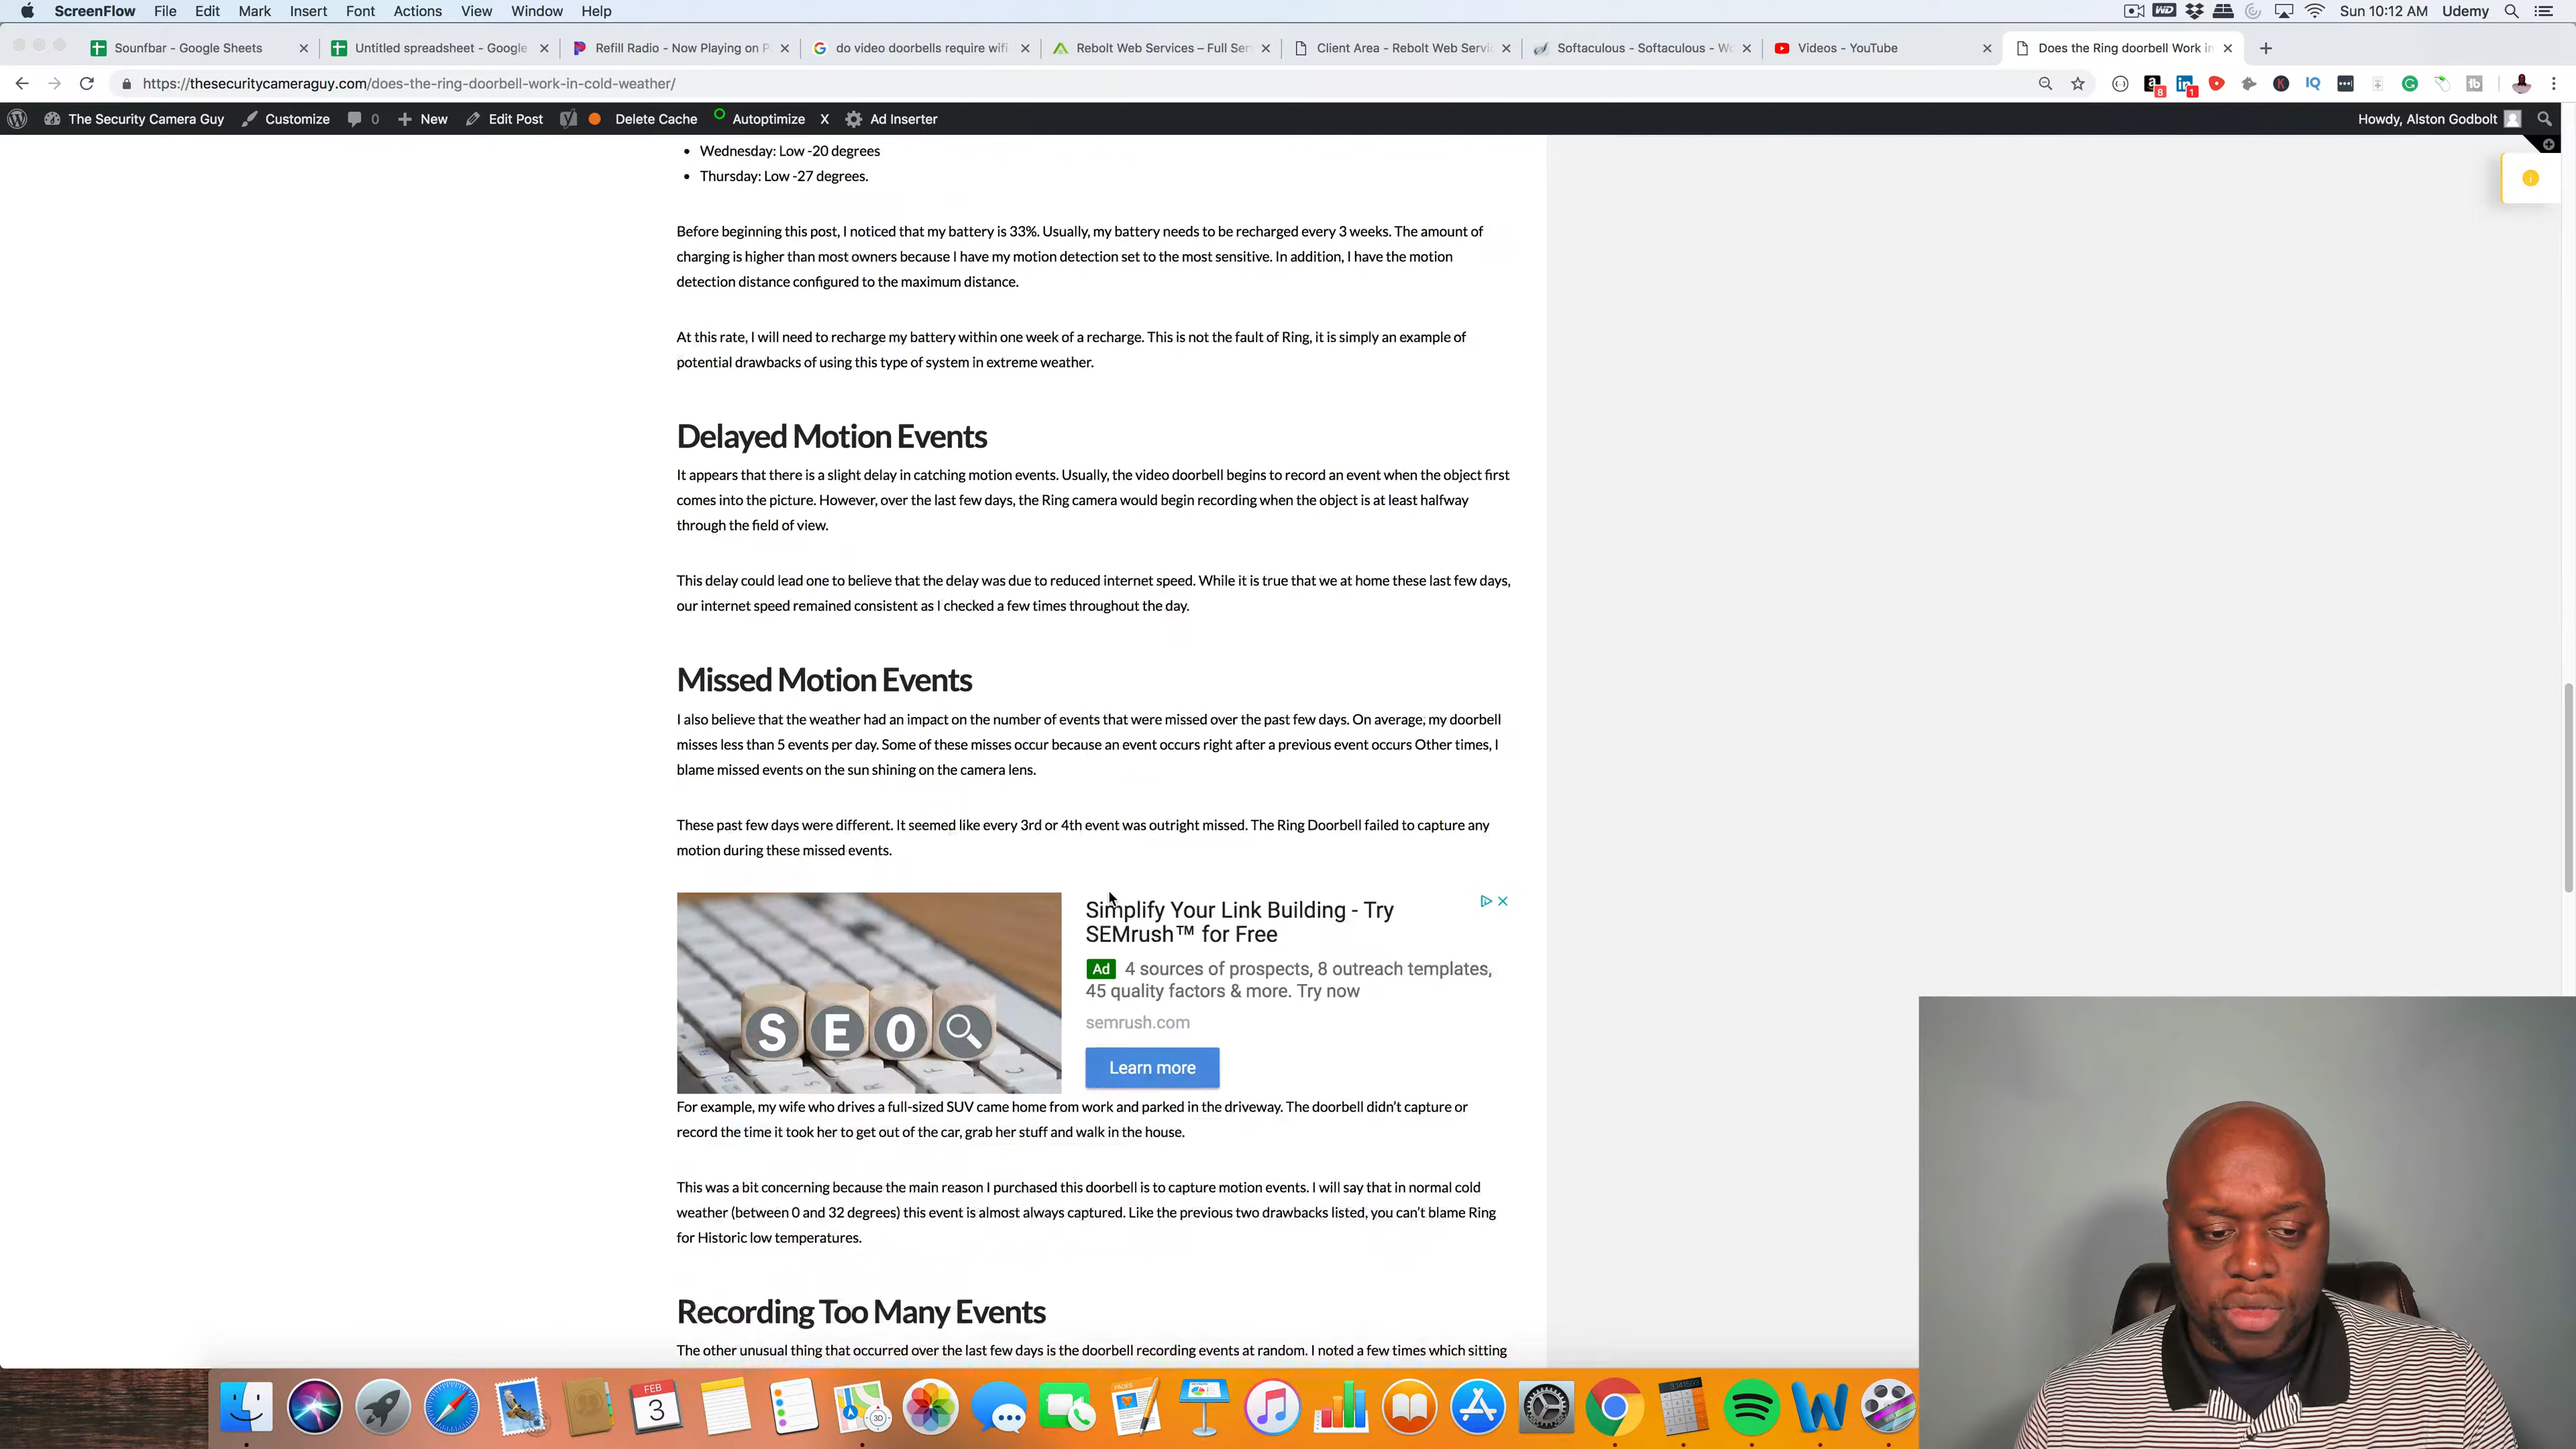 ScreenFlow File Edit Mark Insert Font Actions View Window Help
WD Sun 10:12 AM Udemy
Sounfbar - Google Sheets Untitled spreadsheet - Google Refill Radio - Now Playing on P do video doorbells require wifi Rebolt Web Services – Full Ser Client Area - Rebolt Web Servic Softaculous - Softaculous - Wo Videos - YouTube Does the Ring doorbell Work in
https://thesecuritycameraguy.com/does-the-ring-doorbell-work-in-cold-weather/
The Security Camera Guy Customize 0 New Edit Post Delete Cache Autoptimize X Ad Inserter Howdy, Alston Godbolt
Wednesday: Low -20 degrees
Thursday: Low -27 degrees.
Before beginning this post, I noticed that my battery is 33%. Usually, my battery needs to be recharged every 3 weeks. The amount of
charging is higher than most owners because I have my motion detection set to the most sensitive. In addition, I have the motion
detection distance configured to the maximum distance.
At this rate, I will need to recharge my battery within one week of a recharge. This is not the fault of Ring, it is simply an example of
potential drawbacks of using this type of system in extreme weather.
Delayed Motion Events
It appears that there is a slight delay in catching motion events. Usually, the video doorbell begins to record an event when the object first
comes into the picture. However, over the last few days, the Ring camera would begin recording when the object is at least halfway
through the field of view.
This delay could lead one to believe that the delay was due to reduced internet speed. While it is true that we at home these last few days,
our internet speed remained consistent as I checked a few times throughout the day.
Missed Motion Events
I also believe that the weather had an impact on the number of events that were missed over the past few days. On average, my doorbell
misses less than 5 events per day. Some of these misses occur because an event occurs right after a previous event occurs Other times, I
blame missed events on the sun shining on the camera lens.
These past few days were different. It seemed like every 3rd or 4th event was outright missed. The Ring Doorbell failed to capture any
motion during these missed events.
Simplify Your Link Building - Try
SEMrush™ for Free
Ad 4 sources of prospects, 8 outreach templates,
45 quality factors & more. Try now
semrush.com
SEO
Learn more
For example, my wife who drives a full-sized SUV came home from work and parked in the driveway. The doorbell didn't capture or
record the time it took her to get out of the car, grab her stuff and walk in the house.
This was a bit concerning because the main reason I purchased this doorbell is to capture motion events. I will say that in normal cold
weather (between 0 and 32 degrees) this event is almost always captured. Like the previous two drawbacks listed, you can't blame Ring
for Historic low temperatures.
Recording Too Many Events
The other unusual thing that occurred over the last few days is the doorbell recording events at random. I noted a few times which sitting
FEB
3